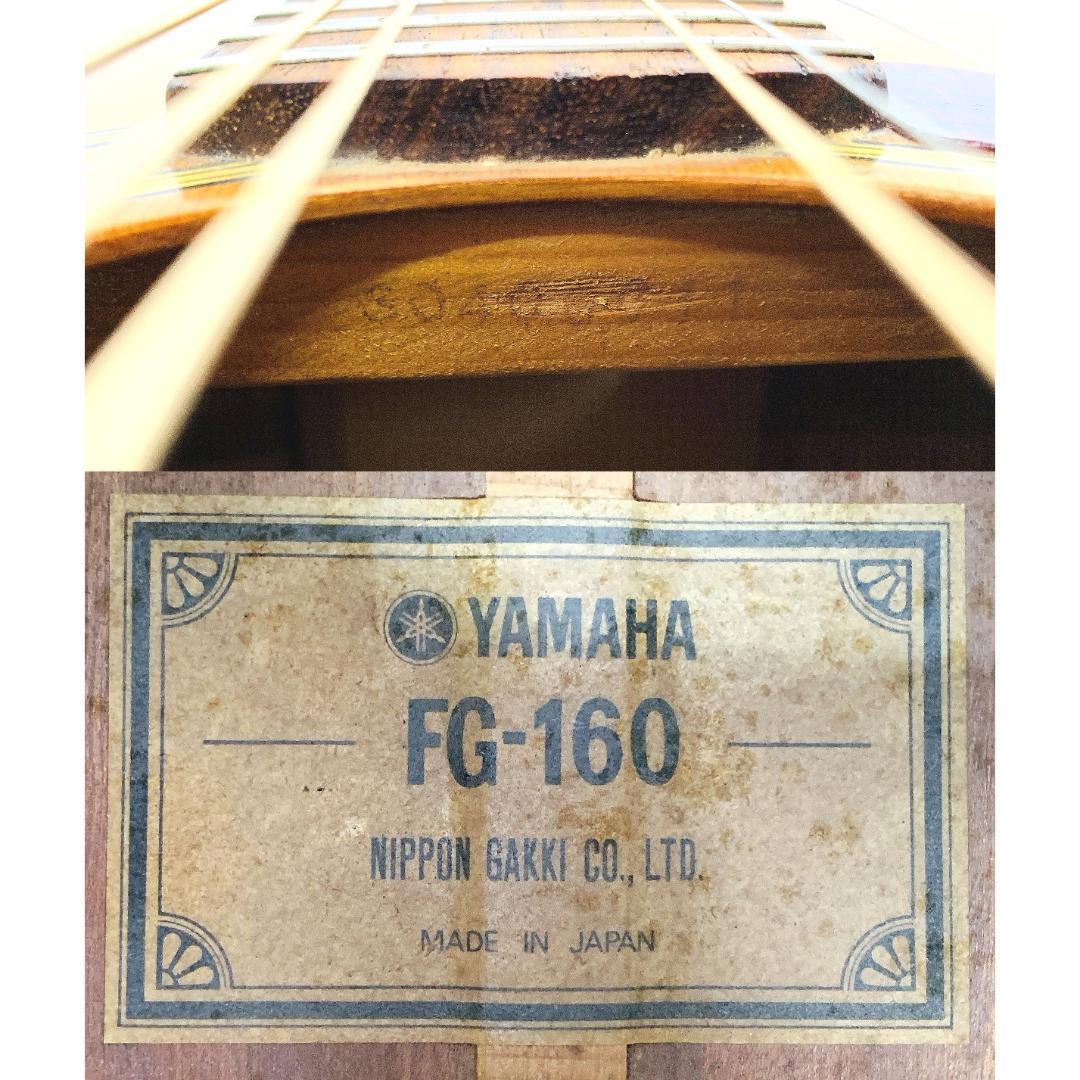 YAMAHA
FG-160
NIPPON GAKKI CO., LTD.
MADE IN JAPAN